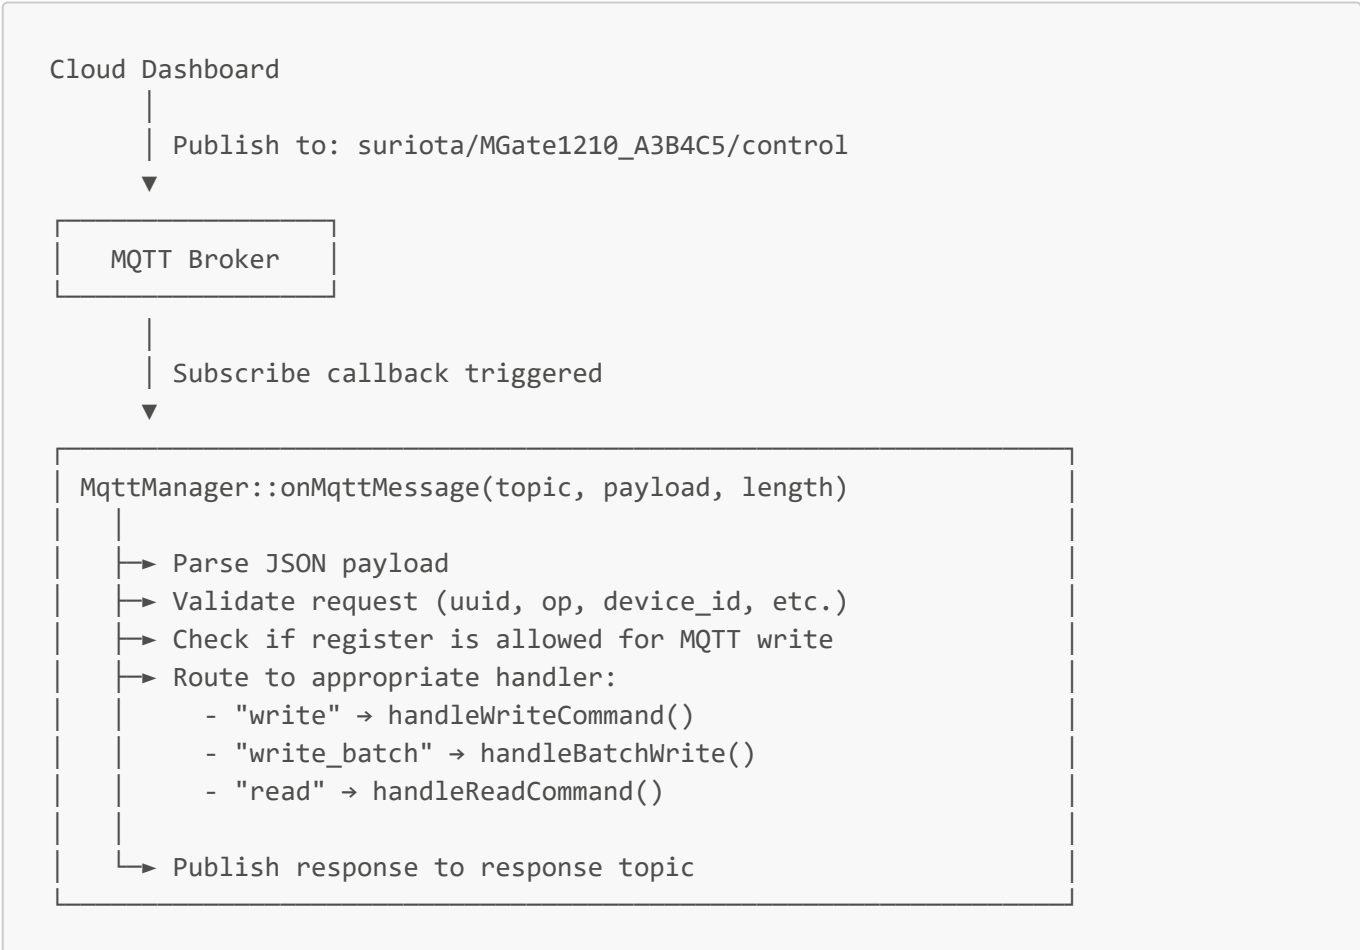 Cloud Dashboard
Publish to: suriota/MGate1210_A3B4C5/control
MQTT Broker
Subscribe callback triggered
MqttManager::onMqttMessage(topic, payload, length)
Parse JSON payload
Validate request (uuid, op, device_id, etc.)
Check if register is allowed for MQTT write
Route to appropriate handler:
- "write" → handleWriteCommand()
- "write_batch" → handleBatchWrite()
- "read" → handleReadCommand()
Publish response to response topic